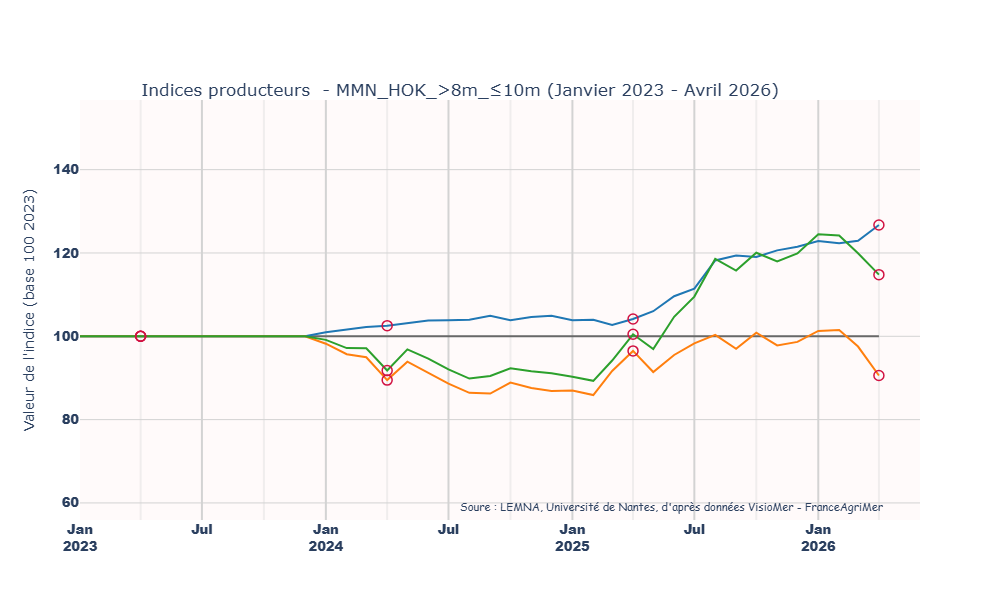 Indices producteurs - MMN_HOK_>8m_≤10m (Janvier 2023 - Avril 2026)
Valeur de l'indice (base 100 2023)
140
120
100
80
60
Soure : LEMNA, Université de Nantes, d'après données VisioMer - FranceAgriMer
Jan Jul Jan Jul Jan Jul Jan
2023 2024 2025 2026